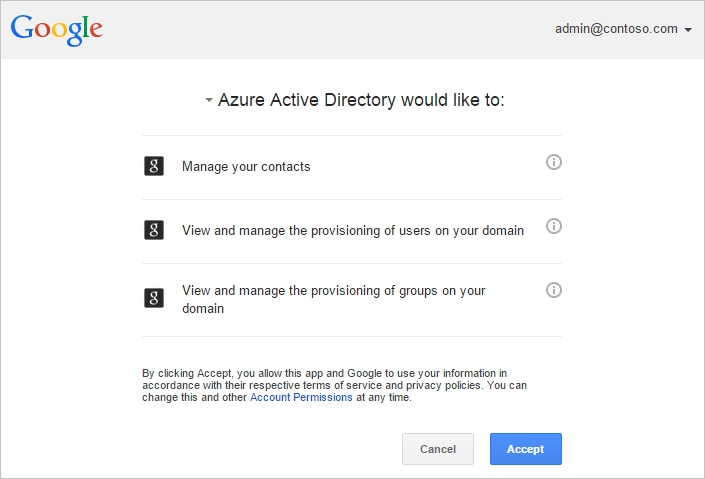 Google
admin@contoso.com
Azure Active Directory would like to:
Manage your contacts
View and manage the provisioning of users on your domain
View and manage the provisioning of groups on your
domain
By clicking Accept, you allow this app and Google to use your information in
accordance with their respective terms of service and privacy policies. You can
change this and other Account Permissions at any time.
Cancel
Accept